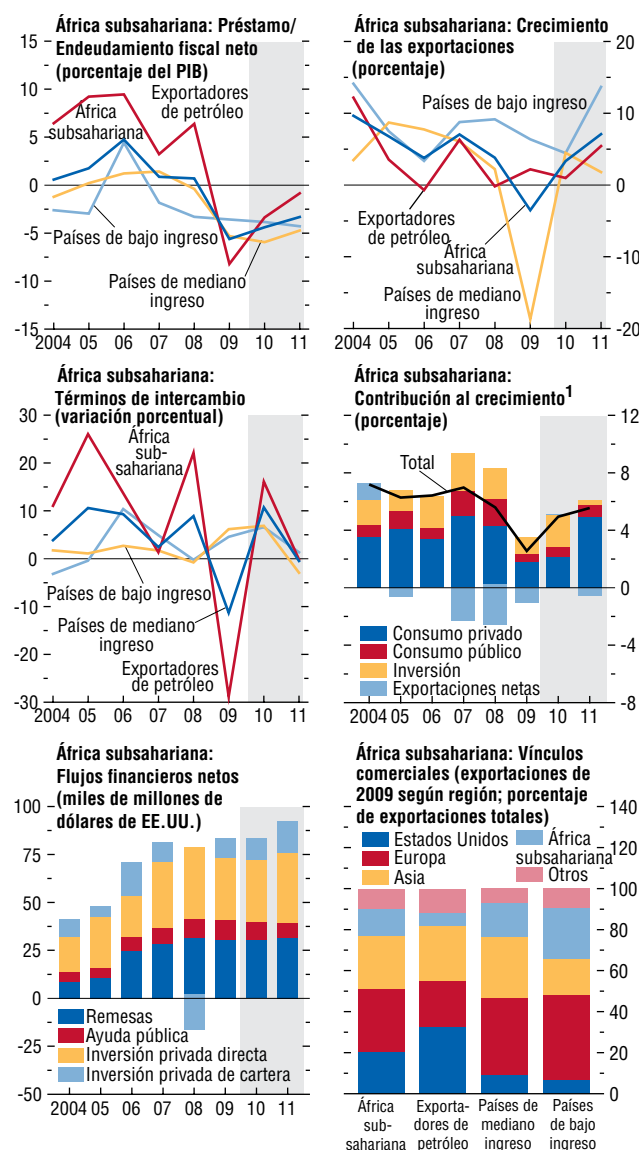 África subsahariana: Préstamo/
Endeudamiento fiscal neto
(porcentaje del PIB)
15
10
5
0
-5
-10
-15
África
subsahariana
Exportadores
de petróleo
Países de bajo ingreso
Países de mediano
ingreso
2004 05 06 07 08 09 10 11
África subsahariana: Crecimiento
de las exportaciones
(porcentaje)
20
10
0
-10
-20
Países de bajo ingreso
Exportadores
de petróleo
África
subsahariana
Países de mediano
ingreso
2004 05 06 07 08 09 10 11
África subsahariana:
Términos de intercambio
(variación porcentual)
30
20
10
0
-10
-20
-30
África
sub-
sahariana
Países de bajo ingreso
Países de mediano
ingreso
Exportadores
de petróleo
2004 05 06 07 08 09 10 11
África subsahariana:
Contribución al crecimiento1
(porcentaje)
12
8
4
0
-4
-8
Total
Consumo privado
Consumo público
Inversión
Exportaciones netas
2004 05 06 07 08 09 10 11
África subsahariana:
Flujos financieros netos
(miles de millones de
dólares de EE.UU.)
100
75
50
25
0
-25
-50
Remesas
Ayuda pública
Inversión privada directa
Inversión privada de cartera
2004 05 06 07 08 09 10 11
África subsahariana: Vínculos
comerciales (exportaciones de
2009 según región; porcentaje
de exportaciones totales)
Estados Unidos
Europa
Asia
África
subsahariana
Otros
140
120
100
80
60
40
20
0
África
sub-
sahariana
Exporta-
dores de
petróleo
Países de
mediano
ingreso
Países
de bajo
ingreso